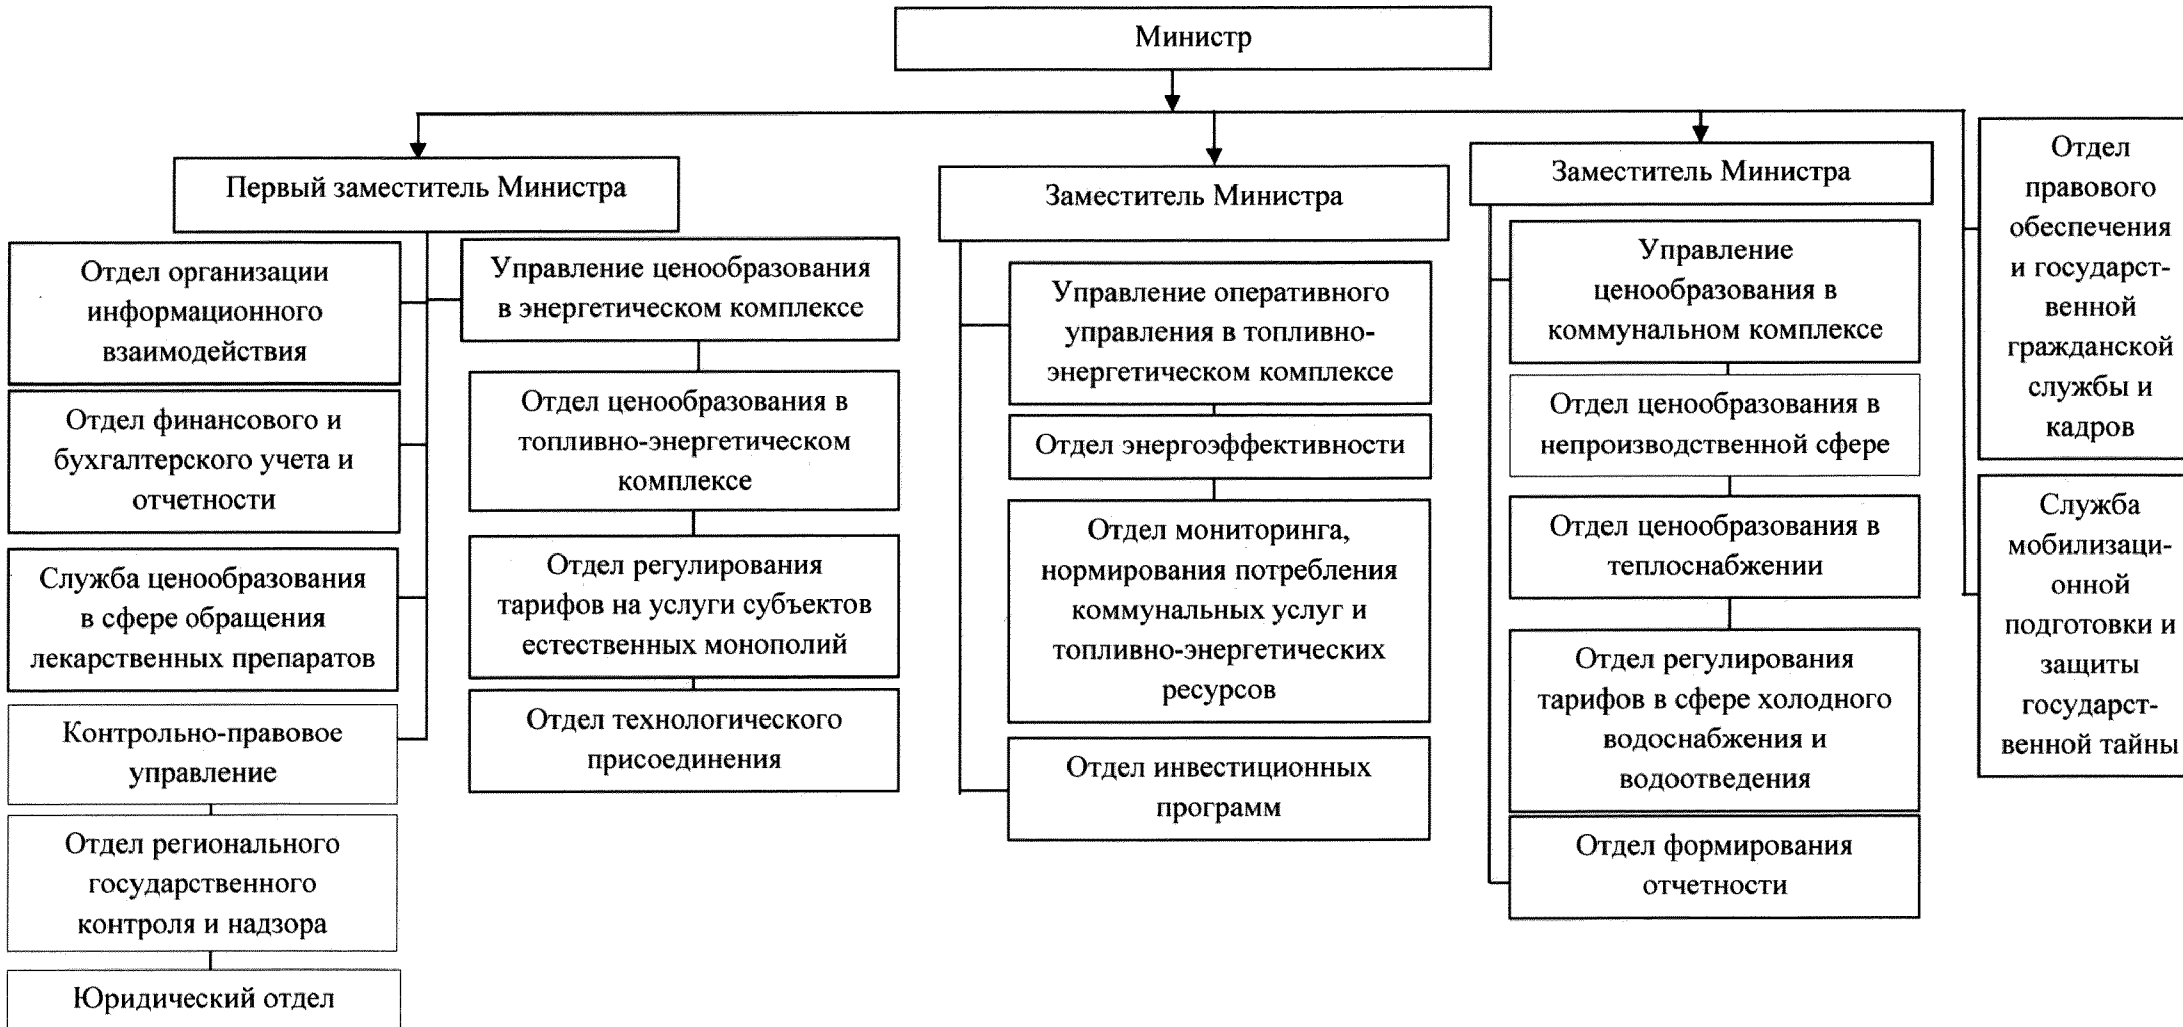 Министр
Первый заместитель Министра
Отдел организации
информационного
взаимодействия
Отдел финансового и
бухгалтерского учета и
отчетности
Служба ценообразования
в сфере обращения
лекарственных препаратов
Контрольно-правовое
управление
Отдел регионального
государственного
контроля и надзора
Юридический отдел
Управление ценообразования
в энергетическом комплексе
Отдел ценообразования в
топливно-энергетическом
комплексе
Отдел регулирования
тарифов на услуги субъектов
естественных монополий
Отдел технологического
присоединения
Заместитель Министра
Управление оперативного
управления в топливно-
энергетическом комплексе
Отдел энергоэффективности
Отдел мониторинга,
нормирования потребления
коммунальных услуг и
топливно-энергетических
ресурсов
Отдел инвестиционных
программ
Заместитель Министра
Управление
ценообразования в
коммунальном комплексе
Отдел ценообразования в
непроизводственной сфере
Отдел ценообразования в
теплоснабжении
Отдел регулирования
тарифов в сфере холодного
водоснабжения и
водоотведения
Отдел формирования
отчетности
Отдел
правового
обеспечения
и государст-
венной
гражданской
службы и
кадров
Служба
мобилизаци-
онной
подготовки и
защиты
государст-
венной тайны